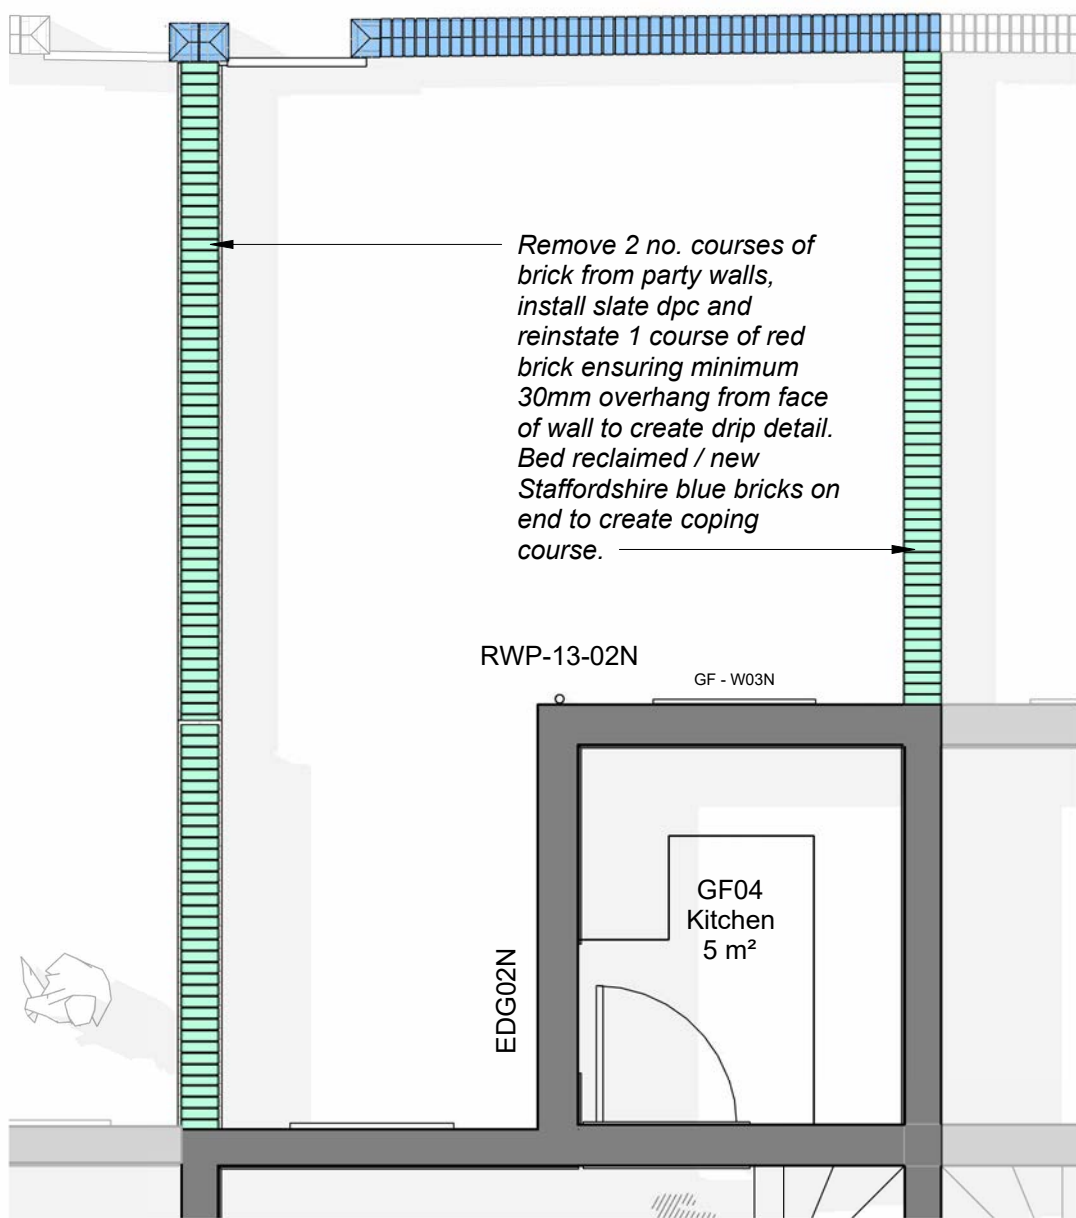 Remove 2 no. courses of
brick from party walls,
install slate dpc and
reinstate 1 course of red
brick ensuring minimum
30mm overhang from face
of wall to create drip detail.
Bed reclaimed / new
Staffordshire blue bricks on
end to create coping
course.
RWP-13-02N
GF - W03N
GF04
Kitchen
5 m²
EDG02N